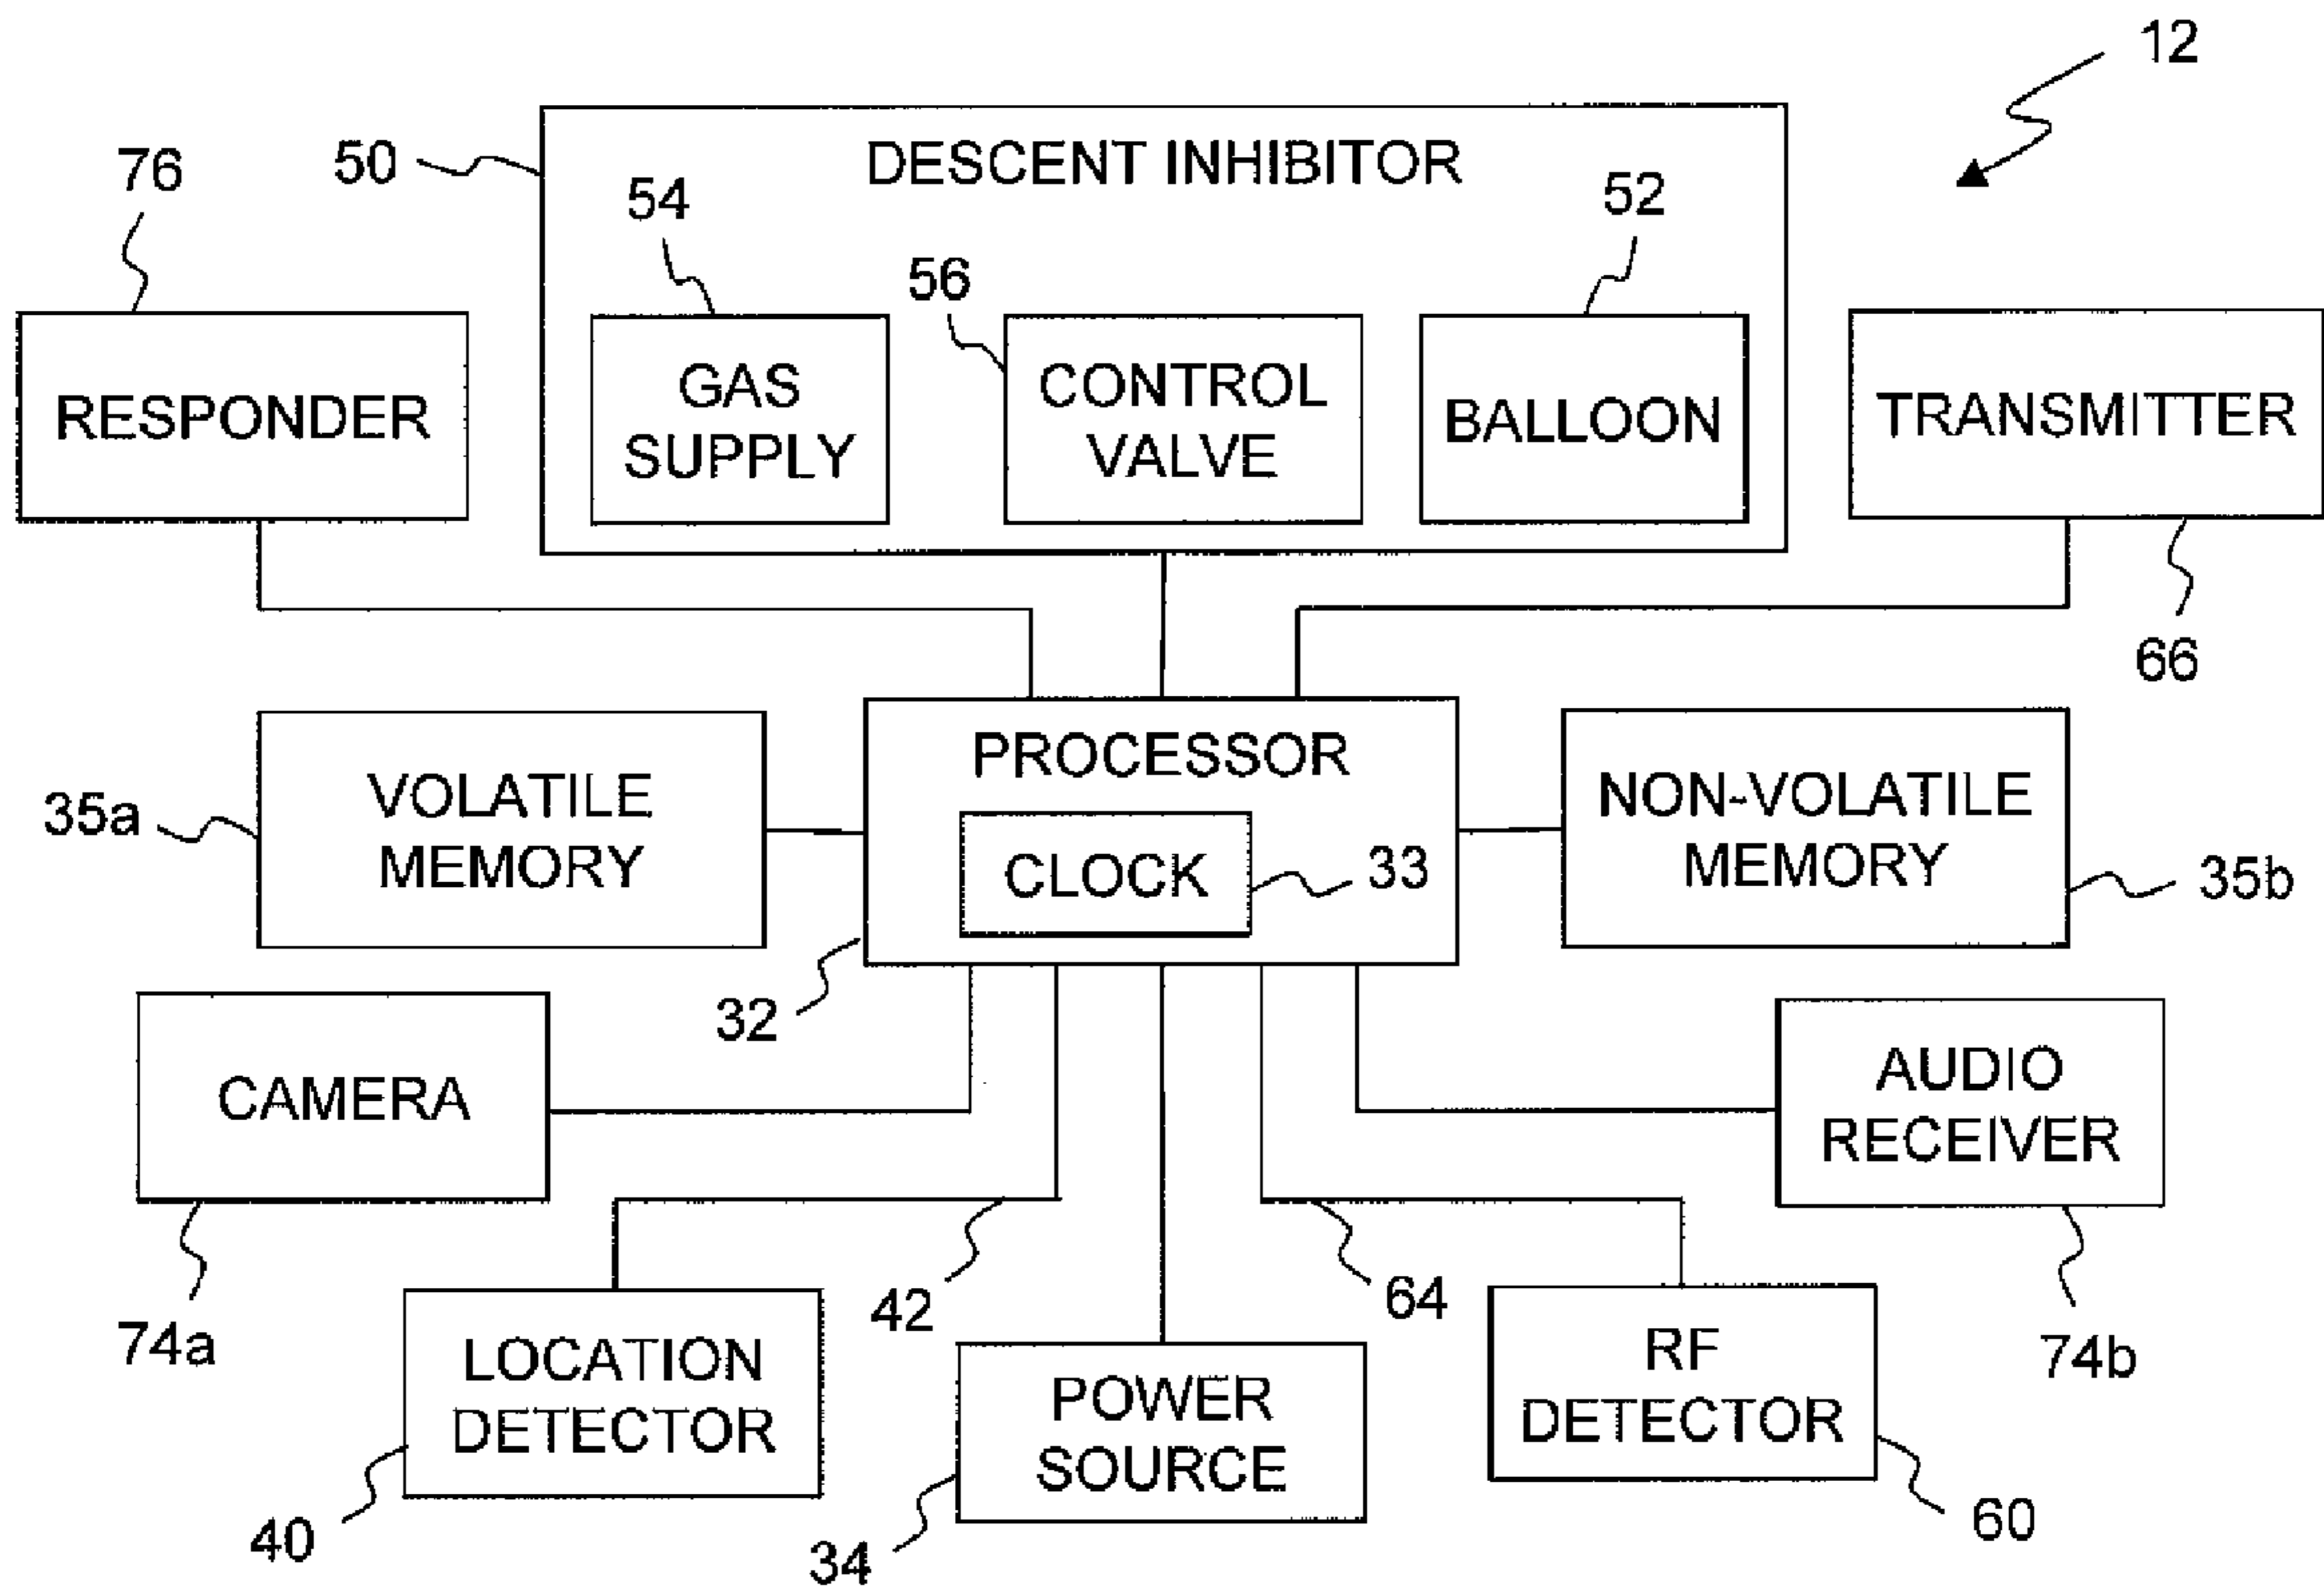 12
50
DESCENT INHIBITOR
76
54
56
52
RESPONDER
GAS
SUPPLY
CONTROL
VALVE
BALLOON
TRANSMITTER
66
35a
VOLATILE
MEMORY
PROCESSOR
CLOCK
33
32
NON-VOLATILE
MEMORY
35b
CAMERA
74a
AUDIO
RECEIVER
74b
42
64
LOCATION
DETECTOR
40
POWER
SOURCE
34
RF
DETECTOR
60